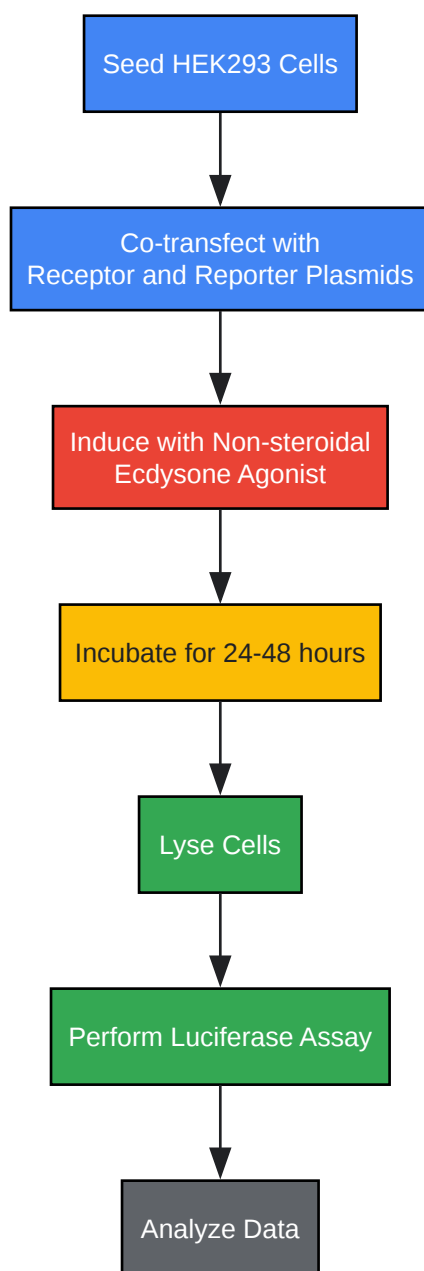 Seed HEK293 Cells
Co-transfect with
Receptor and Reporter Plasmids
Induce with Non-steroidal
Ecdysone Agonist
Incubate for 24-48 hours
Lyse Cells
Perform Luciferase Assay
Analyze Data